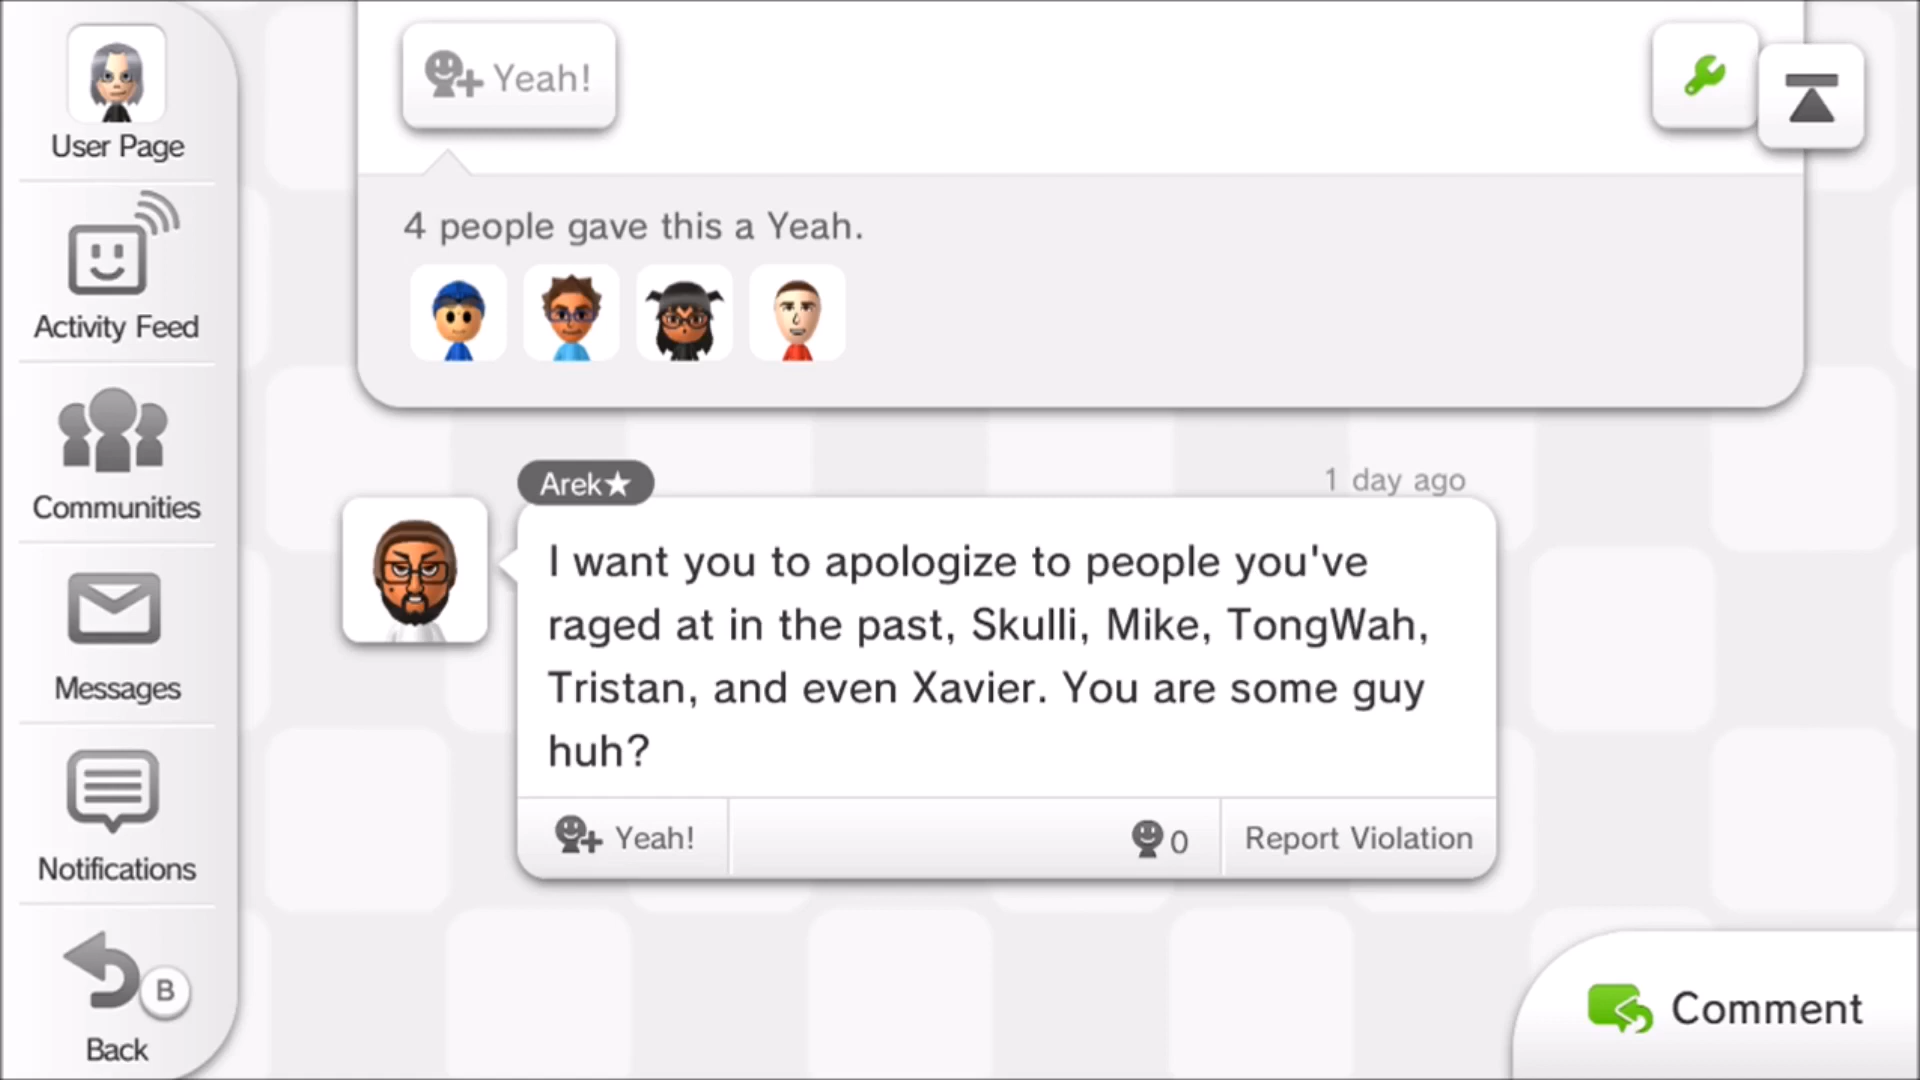 User Page
Activity Feed
Communities
Messages
Notifications
B
Back
Yeah!
4 people gave this a Yeah.
Arek★
1 day ago
I want you to apologize to people you've
raged at in the past, Skulli, Mike, TongWah,
Tristan, and even Xavier. You are some guy
huh?
Yeah!
0
Report Violation
Comment